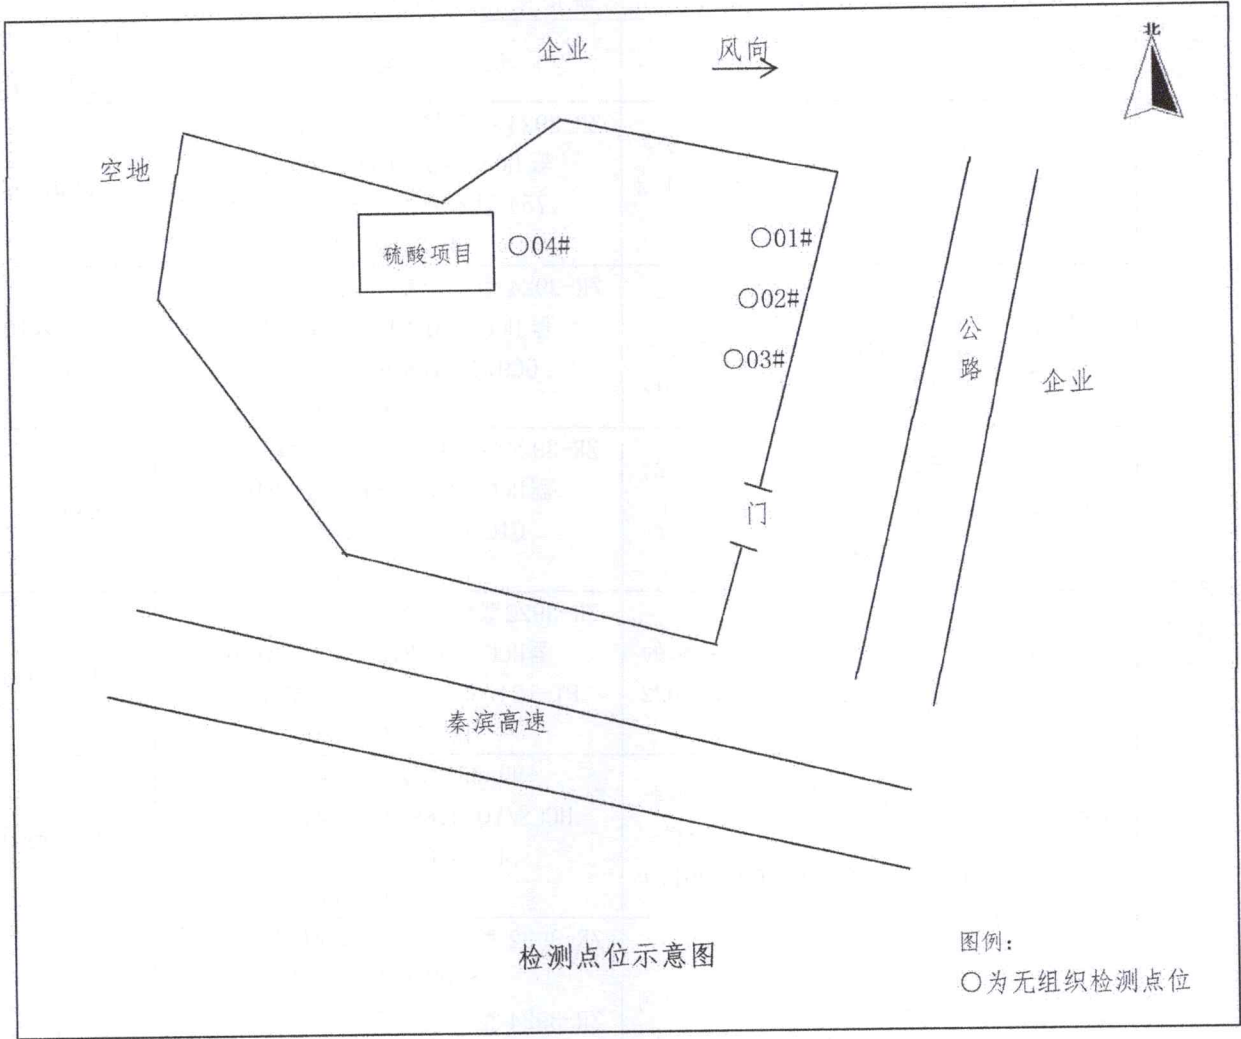 北
企业
风向
空地
硫酸项目
○04#
○01#
○02#
○03#
公
路
企业
门
秦滨高速
检测点位示意图
图例：
○为无组织检测点位